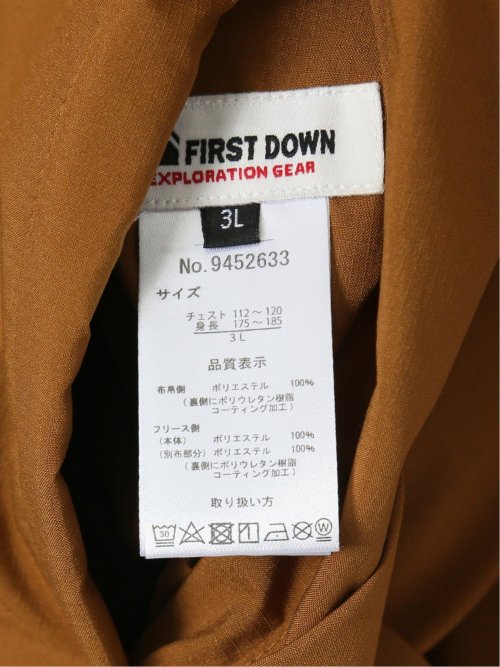 FIRST DOWN
EXPLORATION GEAR
3L
No.9452633
サイズ
チェスト 112～120
身長 175～185
3L
品質表示
布帛側 ポリエステル 100%
(裏側にポリウレタン樹脂
コーティング加工)
フリース側
(本体) ポリエステル 100%
(別布部分) ポリエステル 100%
(裏側にポリウレタン樹脂
コーティング加工)
取り扱い方
30 W